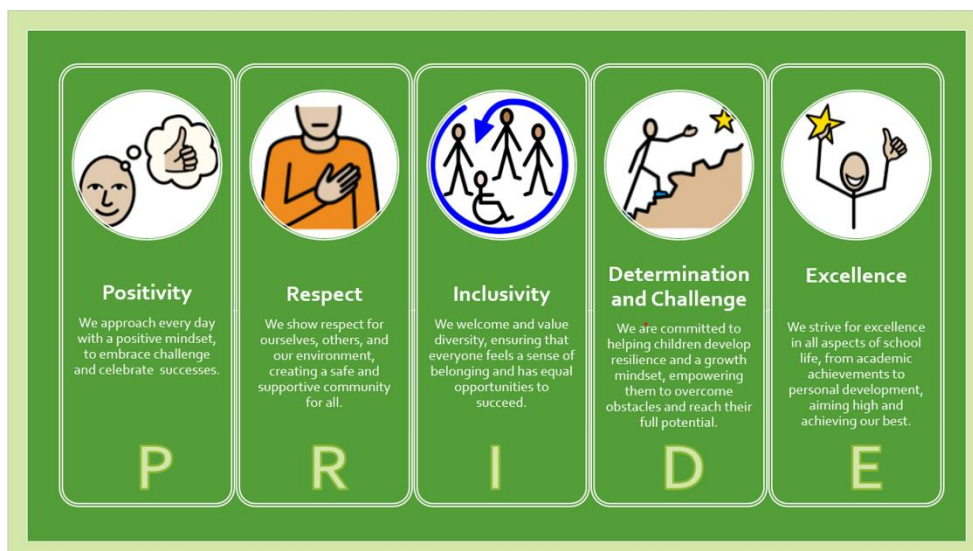 Positivity
We approach every day
with a positive mindset,
to embrace challenge
and celebrate successes.
P
Respect
We show respect for
ourselves, others, and
our environment,
creating a safe and
supportive community
for all.
R
Inclusivity
We welcome and value
diversity, ensuring that
everyone feels a sense of
belonging and has equal
opportunities to
succeed.
I
Determination
and Challenge
We are committed to
helping children develop
resilience and a growth
mindset, empowering
them to overcome
obstacles and reach their
full potential.
D
Excellence
We strive for excellence
in all aspects of school
life, from academic
achievements to
personal development,
aiming high and
achieving our best.
E